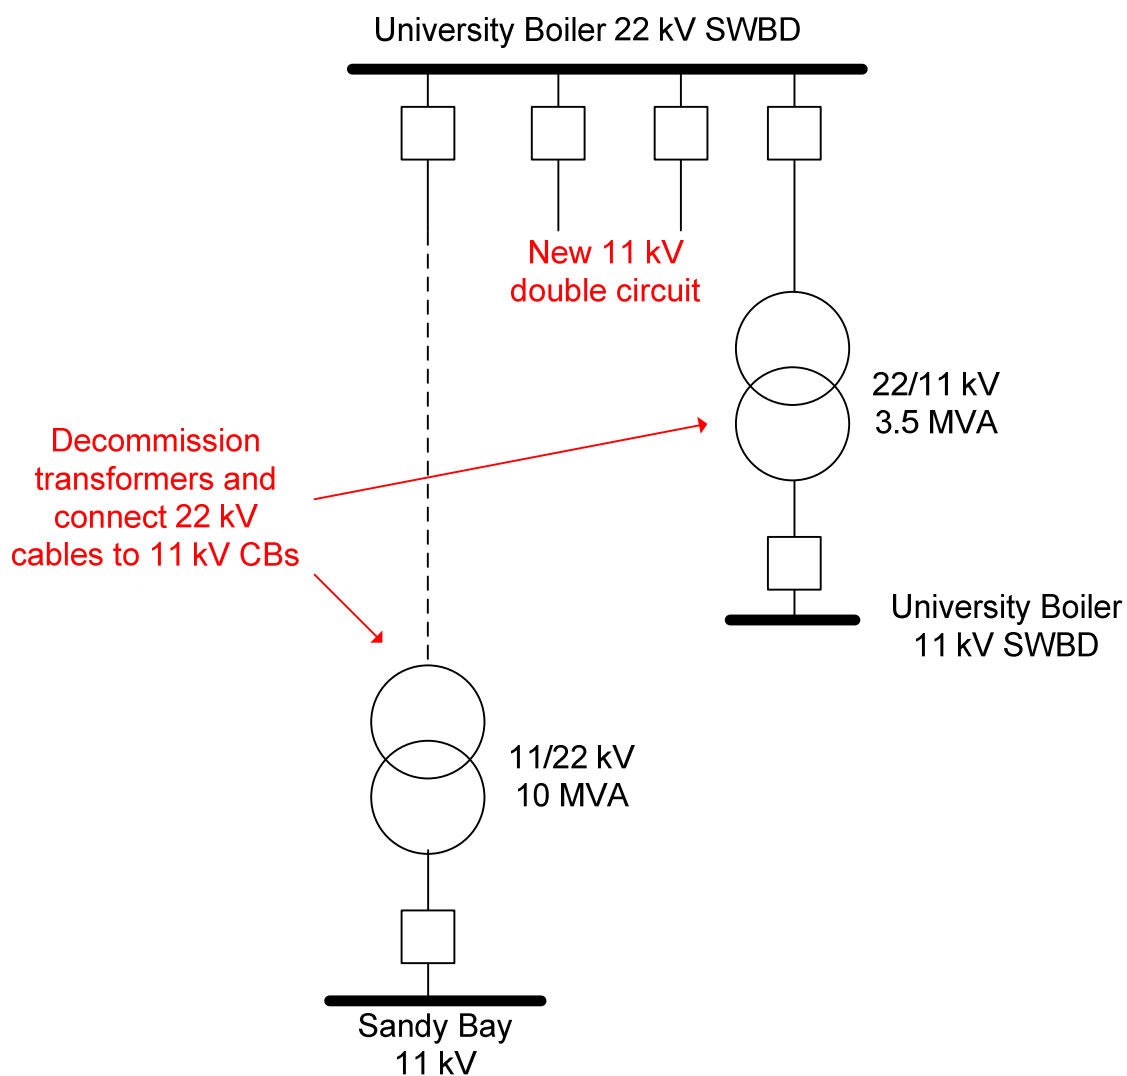 University Boiler 22 kV SWBD
New 11 kV
double circuit
22/11 kV
3.5 MVA
Decommission
transformers and
connect 22 kV
cables to 11 kV CBs
University Boiler
11 kV SWBD
11/22 kV
10 MVA
Sandy Bay
11 kV